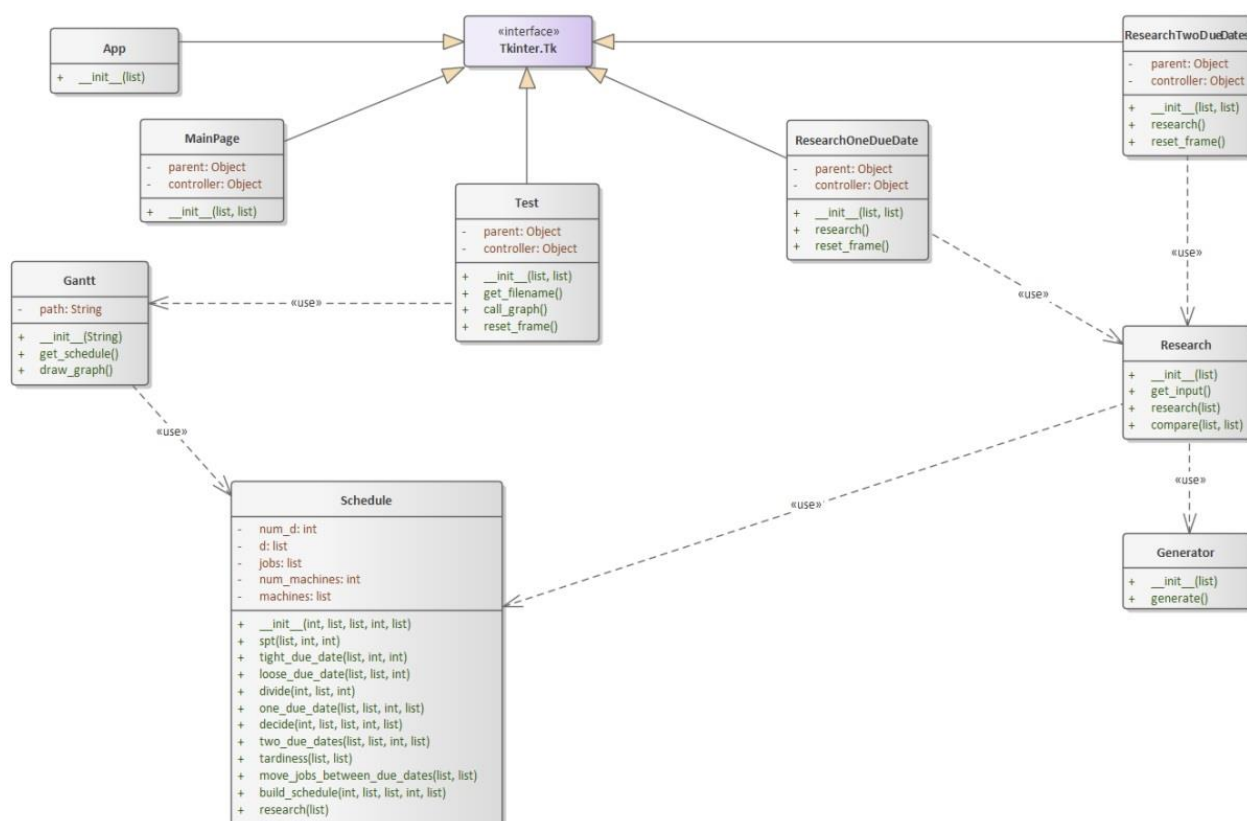 App
+ __init__(list)
«interface»
Tkinter.Tk
ResearchTwoDueDates
- parent: Object
- controller: Object
+ __init__(list, list)
+ research()
+ reset_frame()
MainPage
- parent: Object
- controller: Object
+ __init__(list, list)
ResearchOneDueDate
- parent: Object
- controller: Object
+ __init__(list, list)
+ research()
+ reset_frame()
Test
- parent: Object
- controller: Object
+ __init__(list, list)
+ get_filename()
+ call_graph()
+ reset_frame()
«use»
«use»
«use»
Gantt
- path: String
+ __init__(String)
+ get_schedule()
+ draw_graph()
Research
+ __init__(list)
+ get_input()
+ research(list)
+ compare(list, list)
«use»
«use»
«use»
Schedule
- num_d: int
- d: list
- jobs: list
- num_machines: int
- machines: list
+ __init__(int, list, list, int, list)
+ spt(list, int, int)
+ tight_due_date(list, int, int)
+ loose_due_date(list, list, int)
+ divide(int, list, int)
+ one_due_date(list, list, int, list)
+ decide(int, list, list, int, list)
+ two_due_dates(list, list, int, list)
+ tardiness(list, list)
+ move_jobs_between_due_dates(list, list)
+ build_schedule(int, list, list, int, list)
+ research(list)
Generator
+ __init__(list)
+ generate()